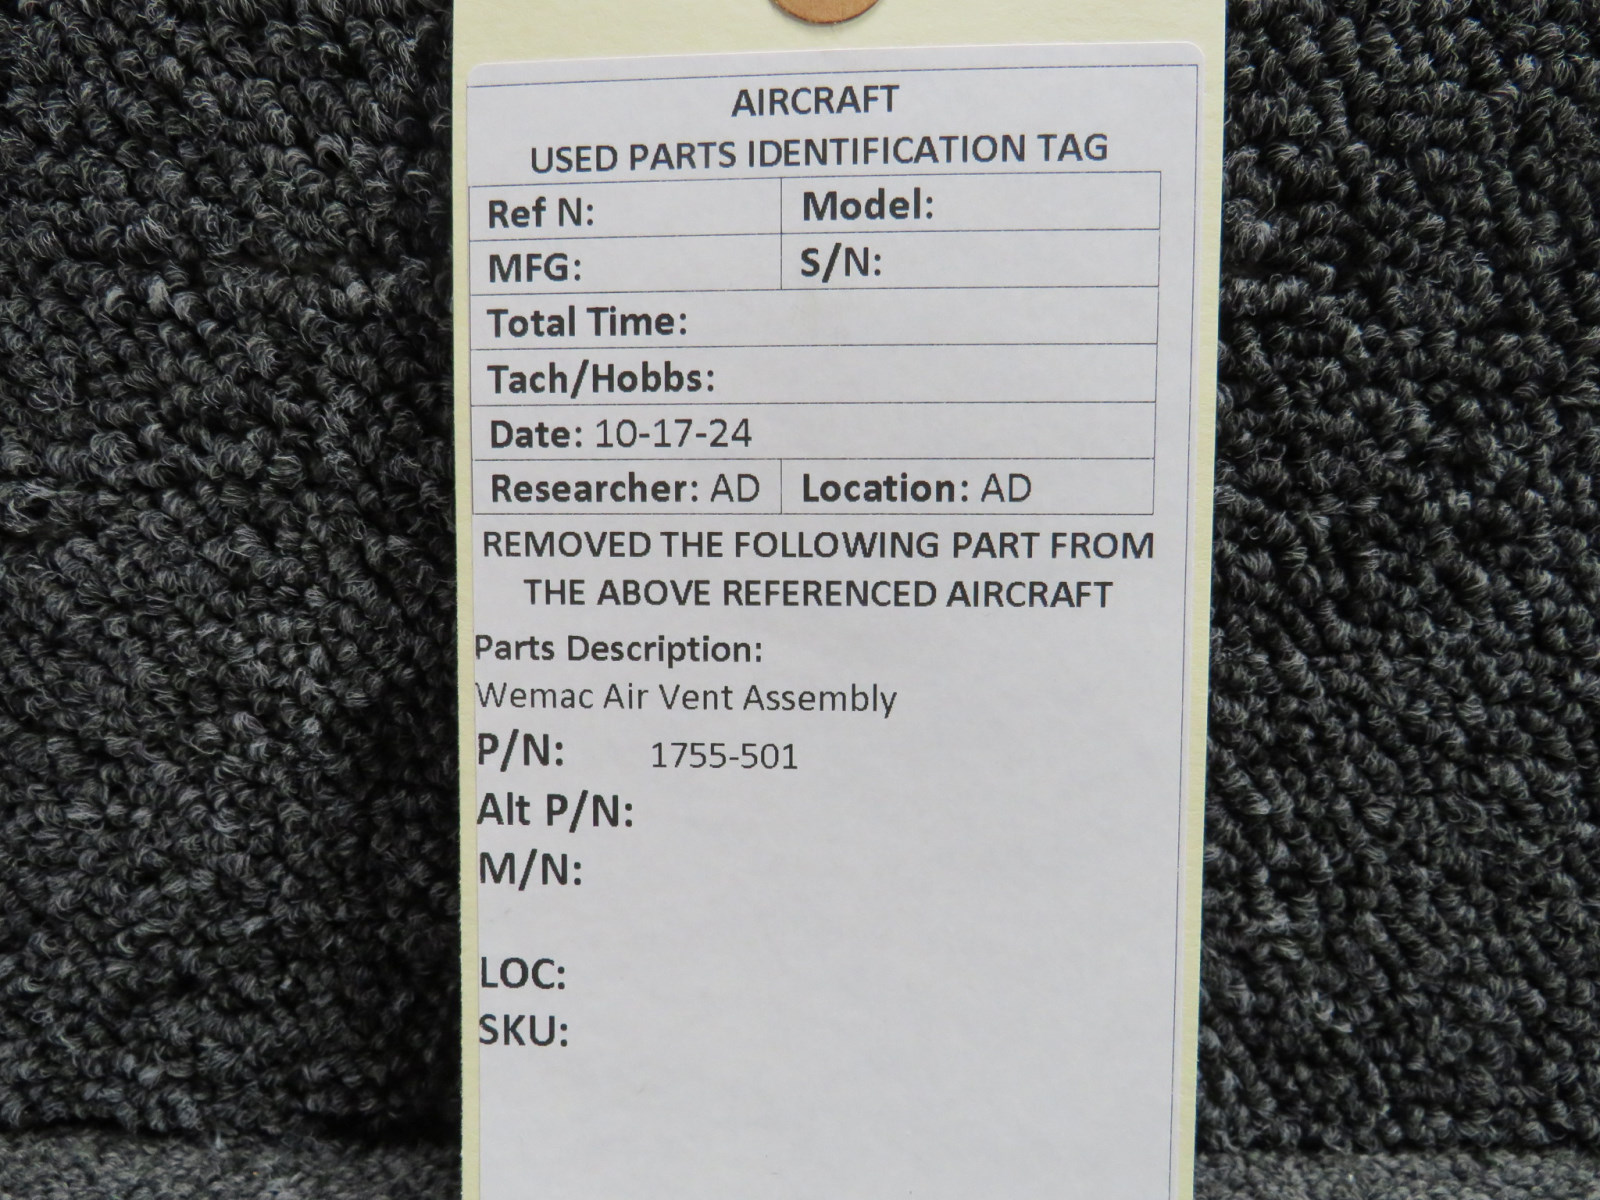 AIRCRAFT
USED PARTS IDENTIFICATION TAG
Ref N: Model:
MFG: S/N:
Total Time:
Tach/Hobbs:
Date: 10-17-24
Researcher: AD Location: AD
REMOVED THE FOLLOWING PART FROM
THE ABOVE REFERENCED AIRCRAFT
Parts Description:
Wemac Air Vent Assembly
P/N: 1755-501
Alt P/N:
M/N:
LOC:
SKU: